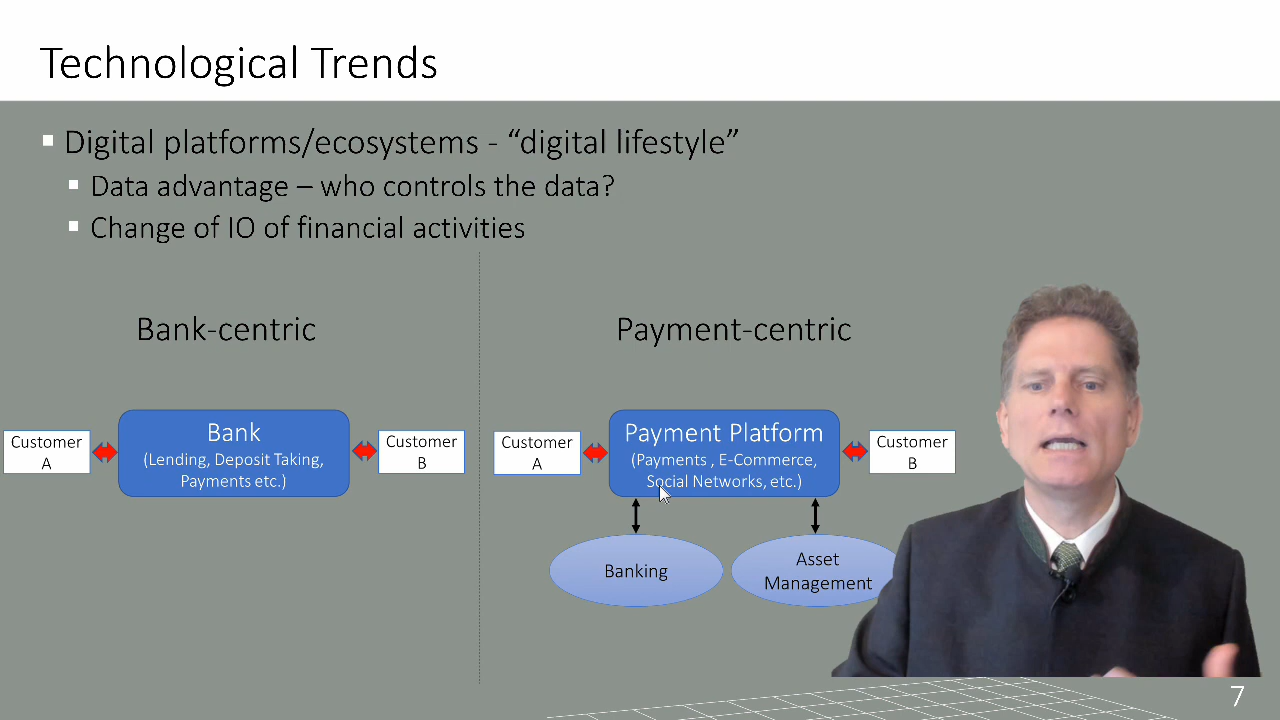 Technological Trends
Digital platforms/ecosystems - “digital lifestyle”
Data advantage – who controls the data?
Change of IO of financial activities
Bank-centric
Customer
A
Bank
(Lending, Deposit Taking,
Payments etc.)
Customer
B
Payment-centric
Customer
A
Payment Platform
(Payments , E-Commerce,
Social Networks, etc.)
Customer
B
Banking
Asset
Management
7